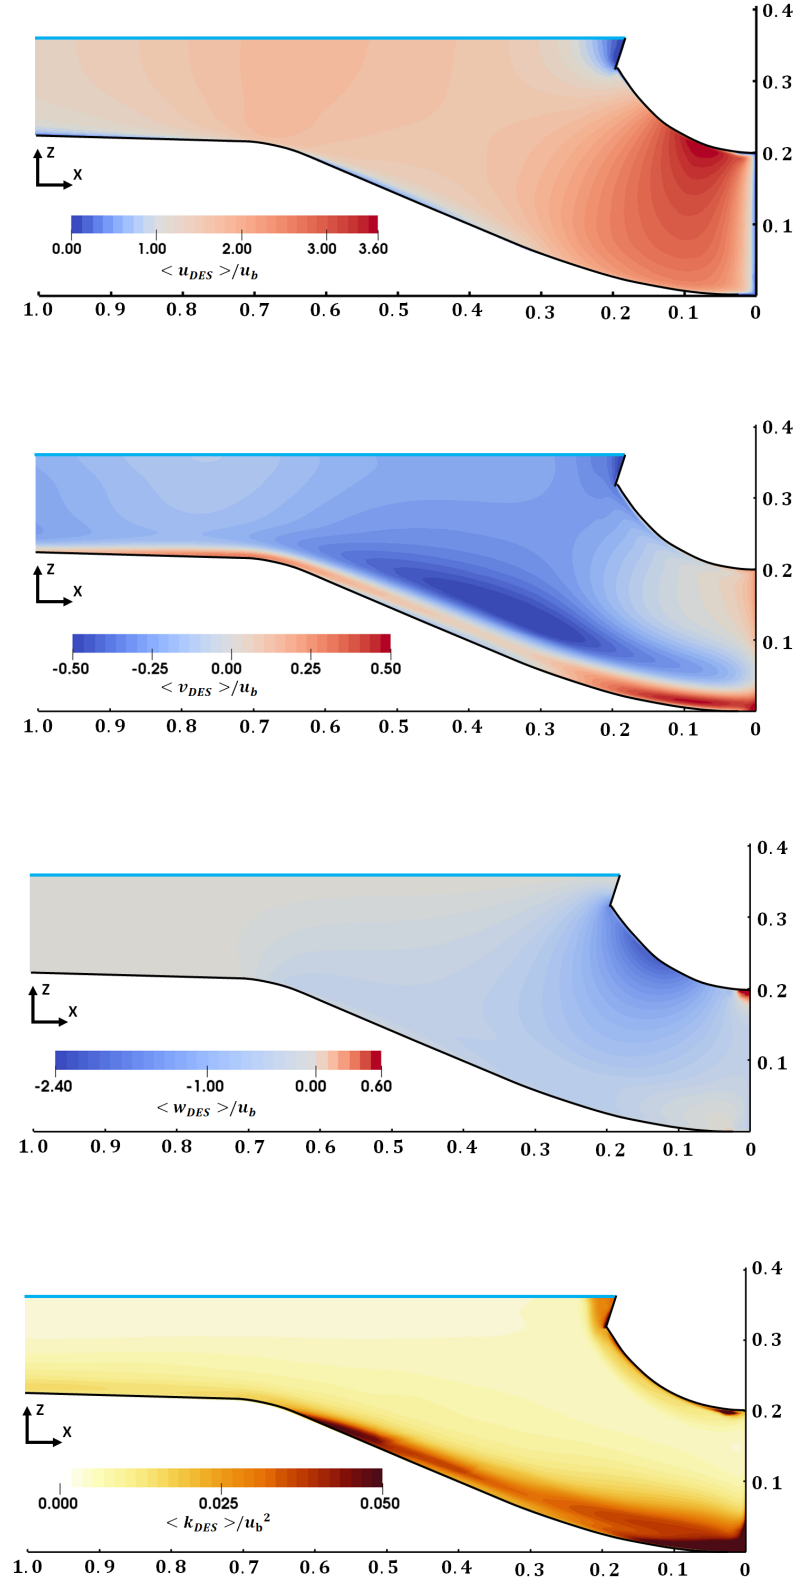 0.4
0.3
0.2
0.1
Z
X
0.00 1.00 2.00 3.00 3.60
< u_DES >/u_b
1.0 0.9 0.8 0.7 0.6 0.5 0.4 0.3 0.2 0.1 0
0.4
0.3
0.2
0.1
Z
X
-0.50 -0.25 0.00 0.25 0.50
< v_DES >/u_b
1.0 0.9 0.8 0.7 0.6 0.5 0.4 0.3 0.2 0.1 0
0.4
0.3
0.2
0.1
Z
X
-2.40 -1.00 0.00 0.60
< w_DES >/u_b
1.0 0.9 0.8 0.7 0.6 0.5 0.4 0.3 0.2 0.1 0
0.4
0.3
0.2
0.1
Z
X
0.000 0.025 0.050
< k_DES >/u_b^2
1.0 0.9 0.8 0.7 0.6 0.5 0.4 0.3 0.2 0.1 0